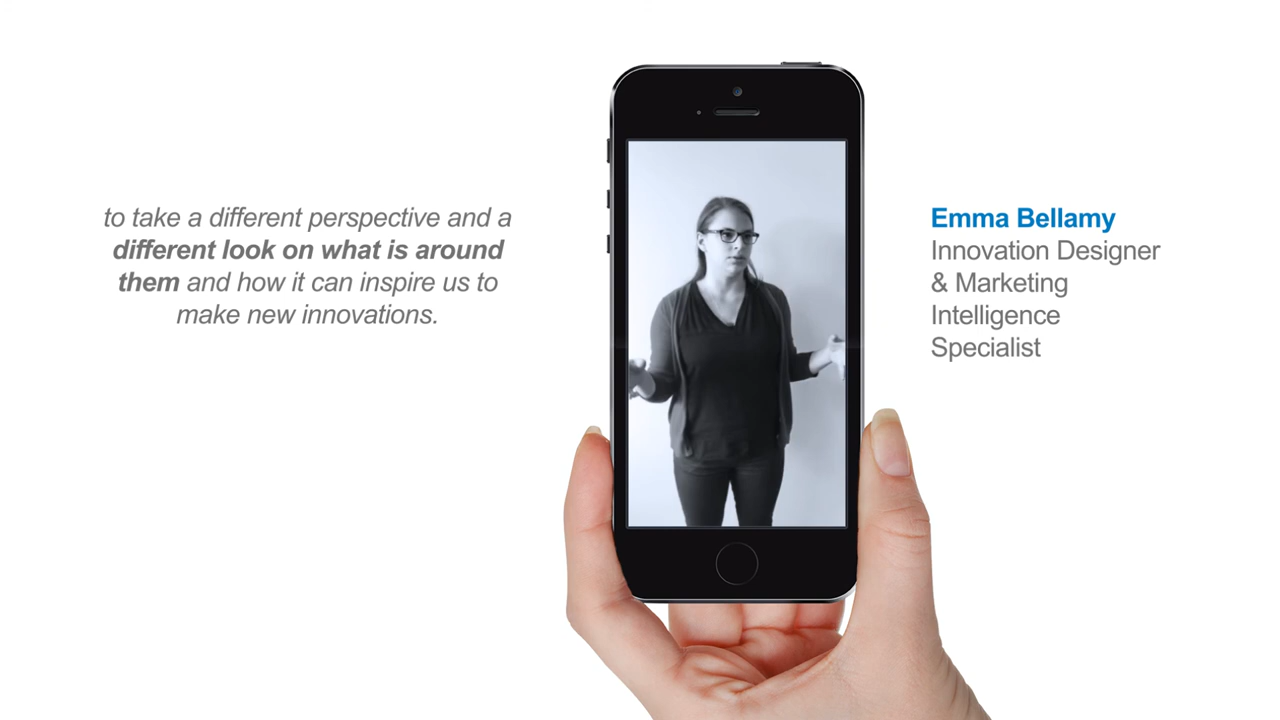 to take a different perspective and a
different look on what is around
them and how it can inspire us to
make new innovations.
Emma Bellamy
Innovation Designer
& Marketing
Intelligence
Specialist